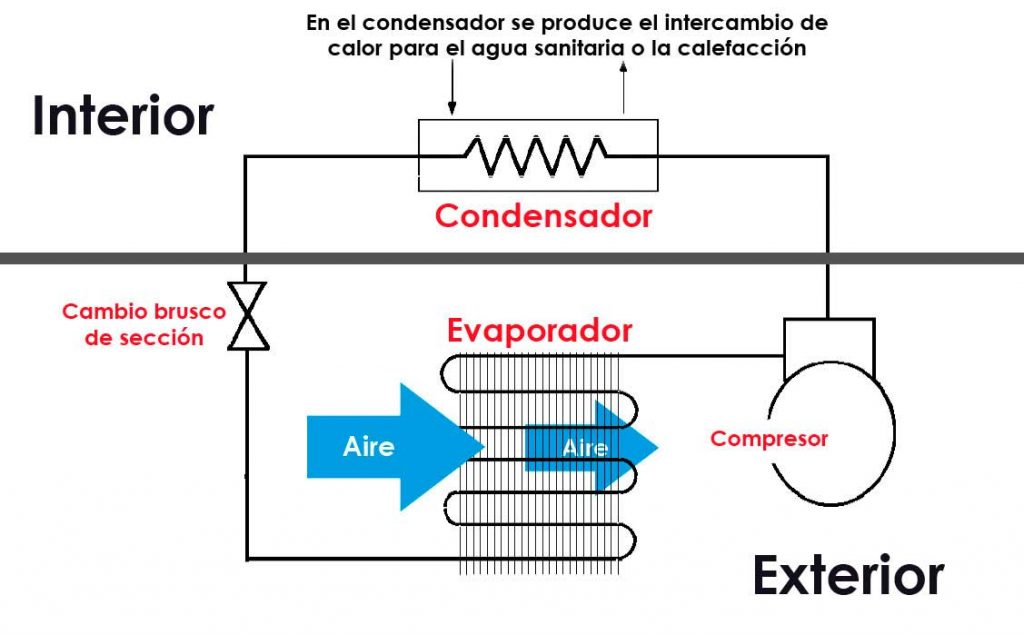 En el condensador se produce el intercambio de
calor para el agua sanitaria o la calefacción
Interior
Condensador
Cambio brusco
de sección
Evaporador
Aire
Aire
Compresor
Exterior